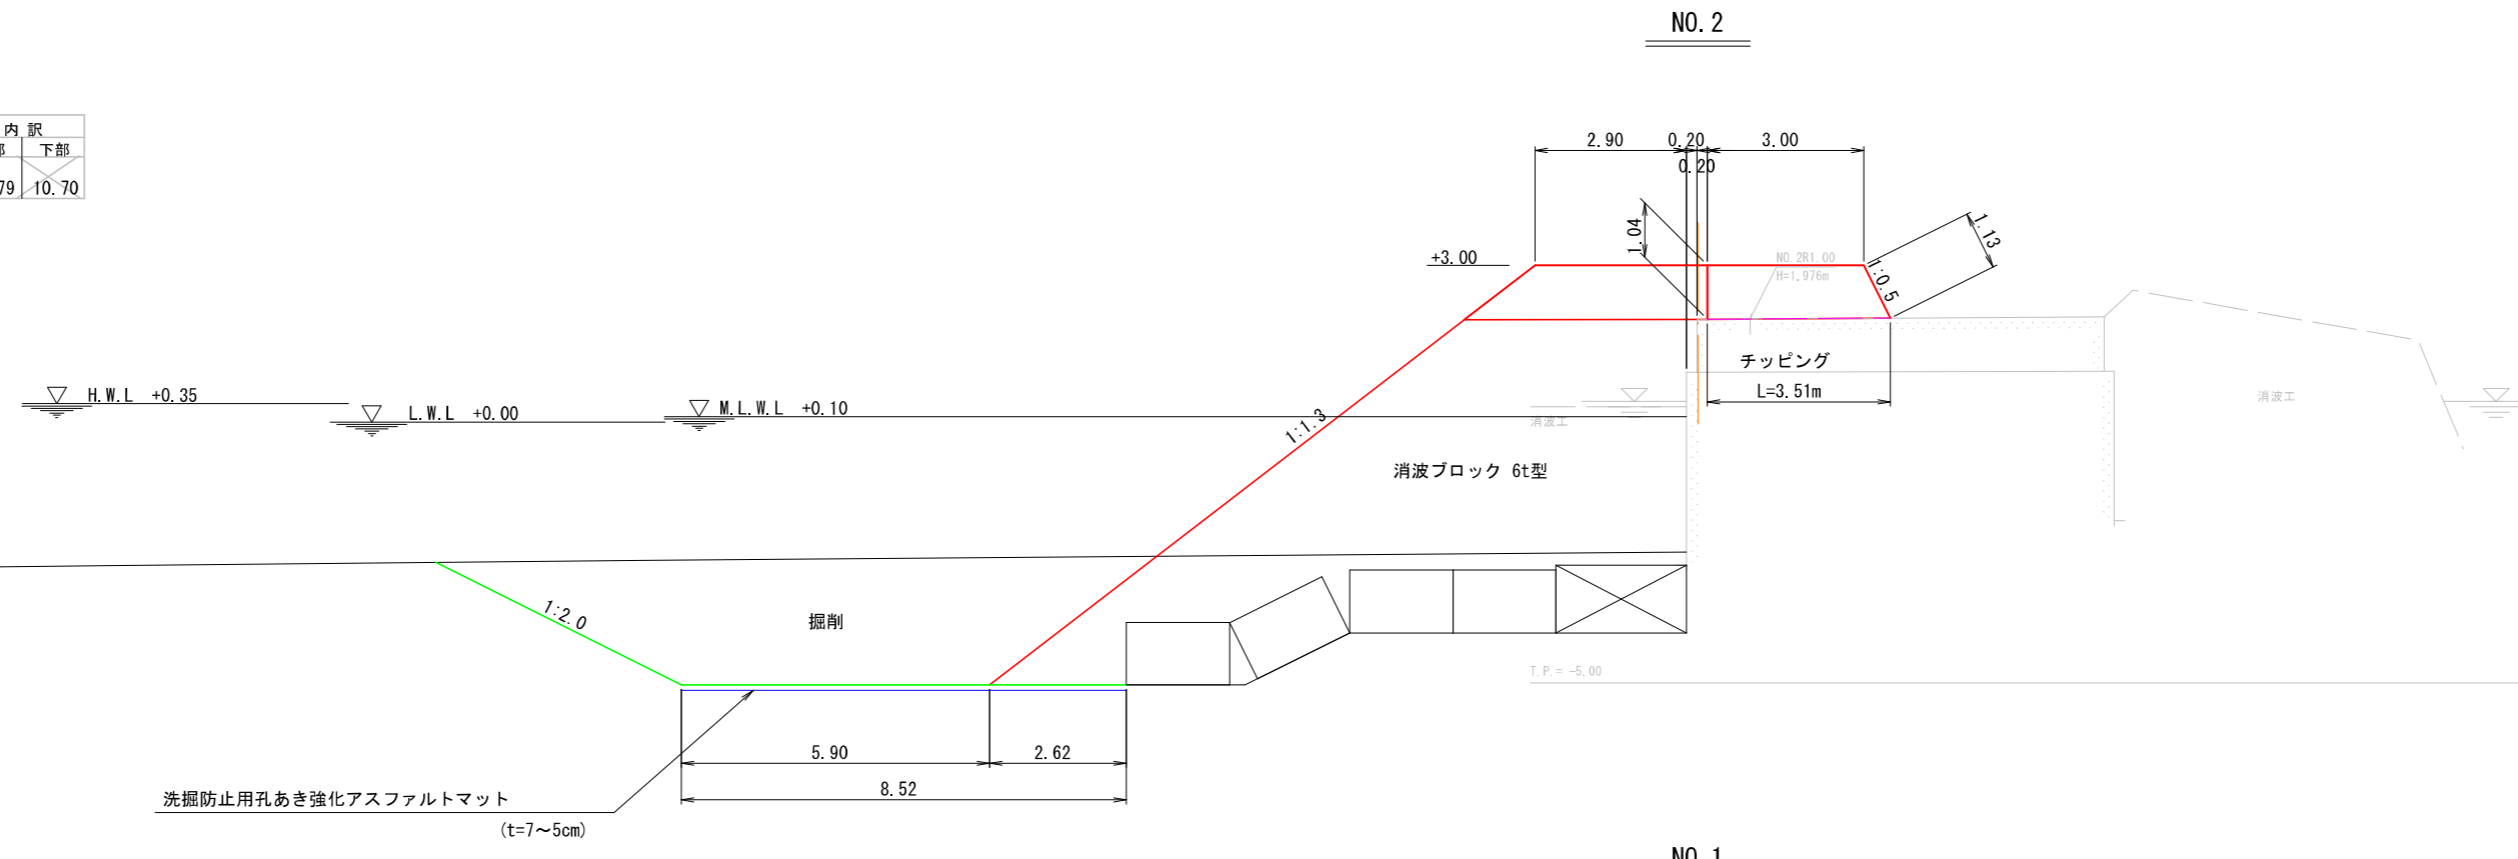 NO.2
内 訳
部 下部
79 10.70
2.90 0.20 3.00
0.20
1.04
1.13
+3.00
NO.2R1.00
H=1.976m
1:0.5
チッピング
L=3.51m
H.W.L +0.35
L.W.L +0.00
M.L.W.L +0.10
1:1.3
消波工
消波工
消波ブロック 6t型
1:2.0
掘削
T.P.= -5.00
5.90 2.62
8.52
洗掘防止用孔あき強化アスファルトマット
(t=7～5cm)
NO.1